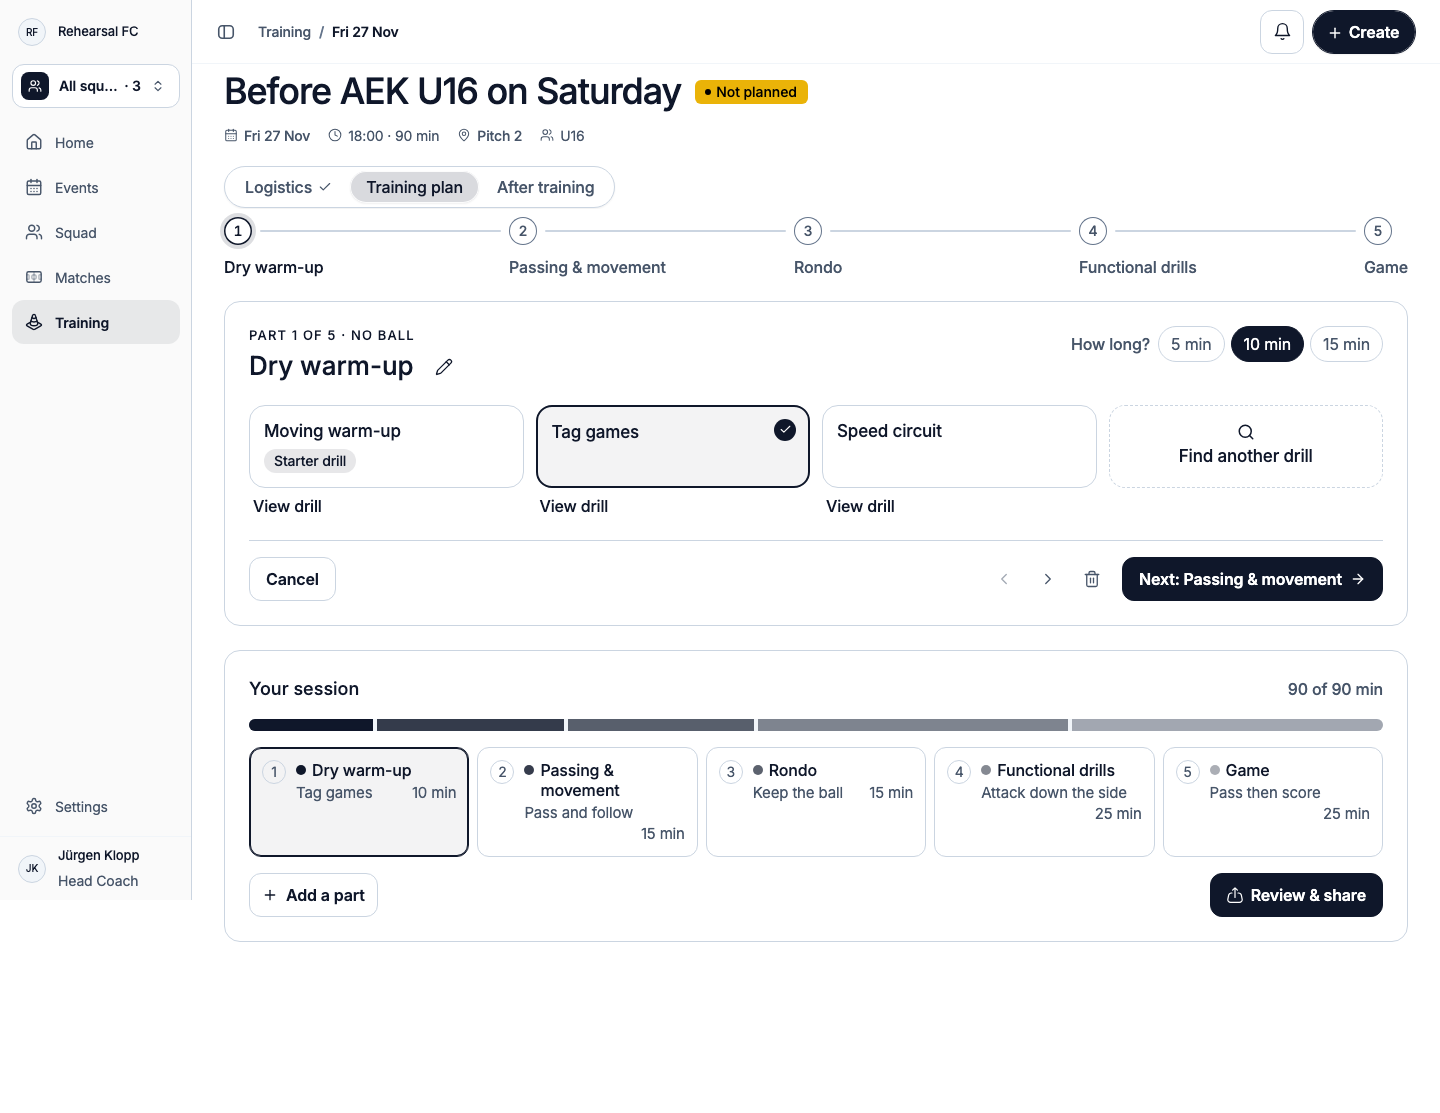 RF Rehearsal FC
All squ... · 3
Home
Events
Squad
Matches
Training
Settings
JK Jürgen Klopp
Head Coach
Training / Fri 27 Nov
Create
Before AEK U16 on Saturday
Not planned
Fri 27 Nov 18:00 · 90 min Pitch 2 U16
Logistics Training plan After training
1 2 3 4 5
Dry warm-up Passing & movement Rondo Functional drills Game
PART 1 OF 5 · NO BALL
Dry warm-up
How long? 5 min 10 min 15 min
Moving warm-up Tag games Speed circuit
Starter drill
Find another drill
View drill View drill View drill
Cancel
Next: Passing & movement
Your session 90 of 90 min
1 Dry warm-up
Tag games 10 min
2 Passing &
movement
Pass and follow
15 min
3 Rondo
Keep the ball 15 min
4 Functional drills
Attack down the side
25 min
5 Game
Pass then score
25 min
Add a part
Review & share